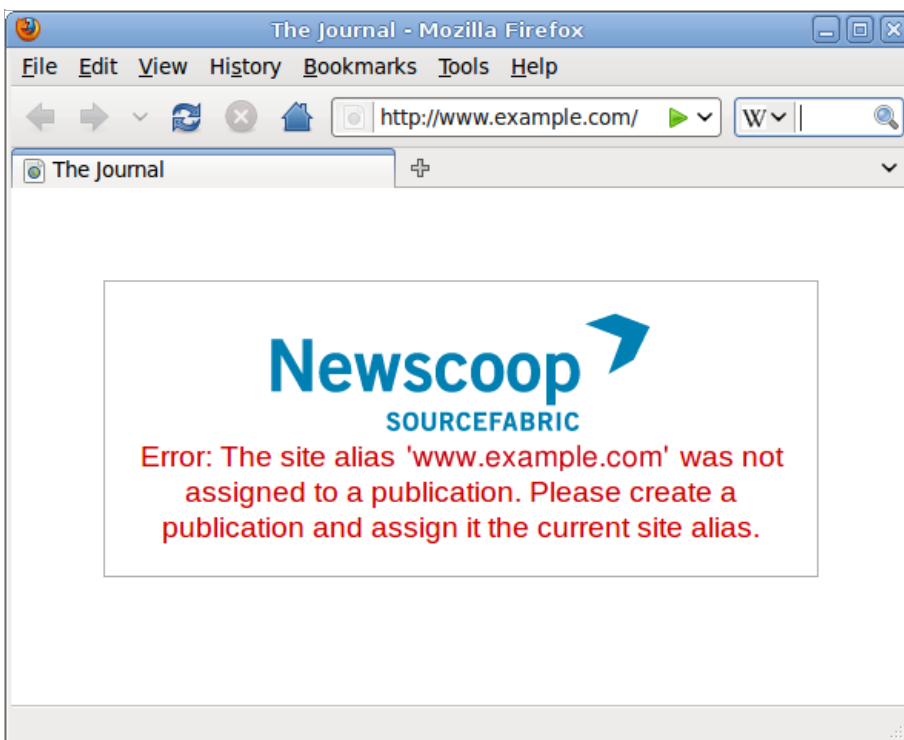 The Journal - Mozilla Firefox
File Edit View History Bookmarks Tools Help
http://www.example.com/ W
The Journal
Newscoop
SOURCEFABRIC
Error: The site alias 'www.example.com' was not
assigned to a publication. Please create a
publication and assign it the current site alias.